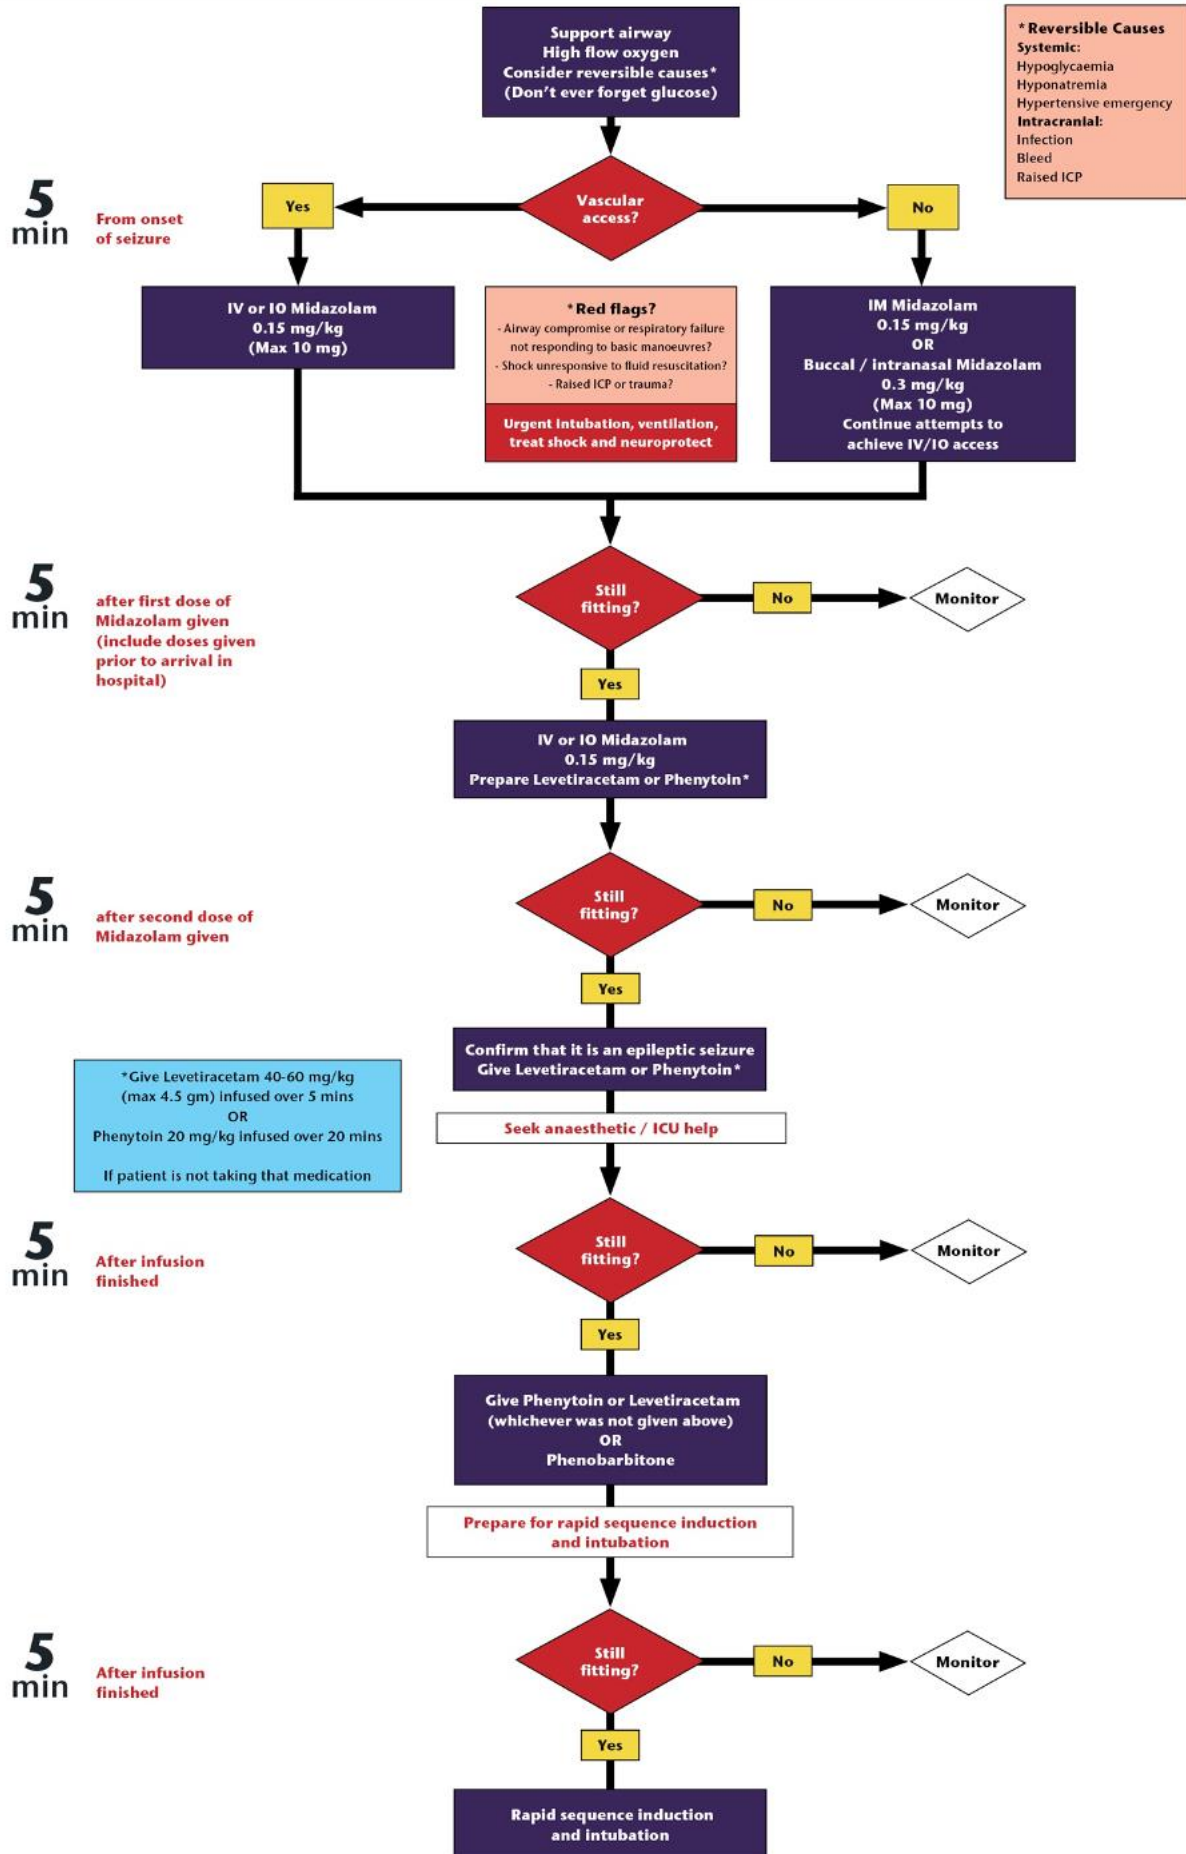 Support airway
High flow oxygen
Consider reversible causes*
(Don't ever forget glucose)
*Reversible Causes
Systemic:
Hypoglycaemia
Hyponatremia
Hypertensive emergency
Intracranial:
Infection
Bleed
Raised ICP
5
min
From onset
of seizure
Yes
Vascular
access?
No
IV or IO Midazolam
0.15 mg/kg
(Max 10 mg)
*Red flags?
- Airway compromise or respiratory failure
not responding to basic manoeuvres?
- Shock unresponsive to fluid resuscitation?
- Raised ICP or trauma?
Urgent intubation, ventilation,
treat shock and neuroprotect
IM Midazolam
0.15 mg/kg
OR
Buccal / intranasal Midazolam
0.3 mg/kg
(Max 10 mg)
Continue attempts to
achieve IV/IO access
5
min
after first dose of
Midazolam given
(include doses given
prior to arrival in
hospital)
Still
fitting?
No
Monitor
Yes
IV or IO Midazolam
0.15 mg/kg
Prepare Levetiracetam or Phenytoin*
5
min
after second dose of
Midazolam given
Still
fitting?
No
Monitor
Yes
Confirm that it is an epileptic seizure
Give Levetiracetam or Phenytoin*
Seek anaesthetic / ICU help
*Give Levetiracetam 40-60 mg/kg
(max 4.5 gm) infused over 5 mins
OR
Phenytoin 20 mg/kg infused over 20 mins
If patient is not taking that medication
5
min
After infusion
finished
Still
fitting?
No
Monitor
Yes
Give Phenytoin or Levetiracetam
(whichever was not given above)
OR
Phenobarbitone
Prepare for rapid sequence induction
and intubation
5
min
After infusion
finished
Still
fitting?
No
Monitor
Yes
Rapid sequence induction
and intubation